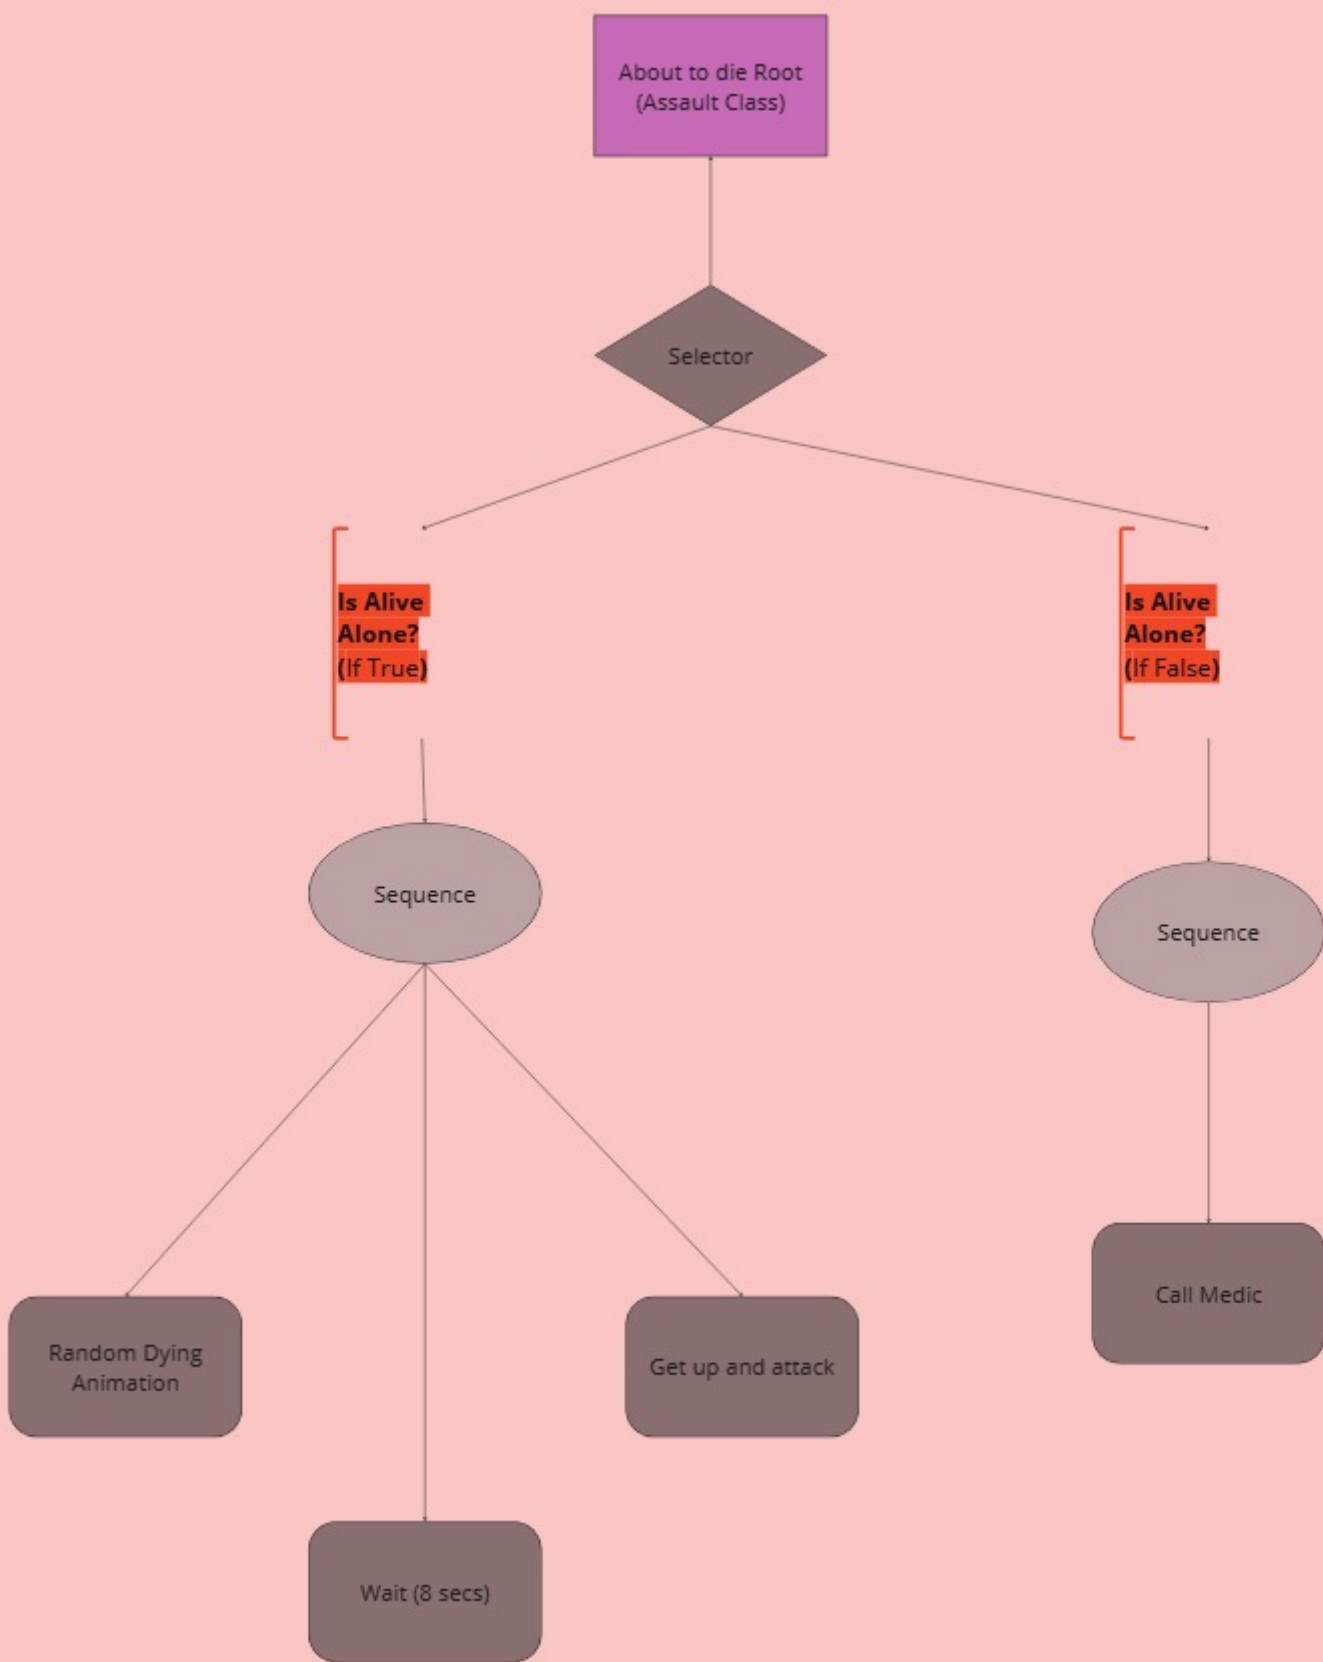 About to die Root
(Assault Class)
Selector
Is Alive
Alone?
(If True)
Is Alive
Alone?
(If False)
Sequence
Sequence
Random Dying
Animation
Get up and attack
Call Medic
Wait (8 secs)